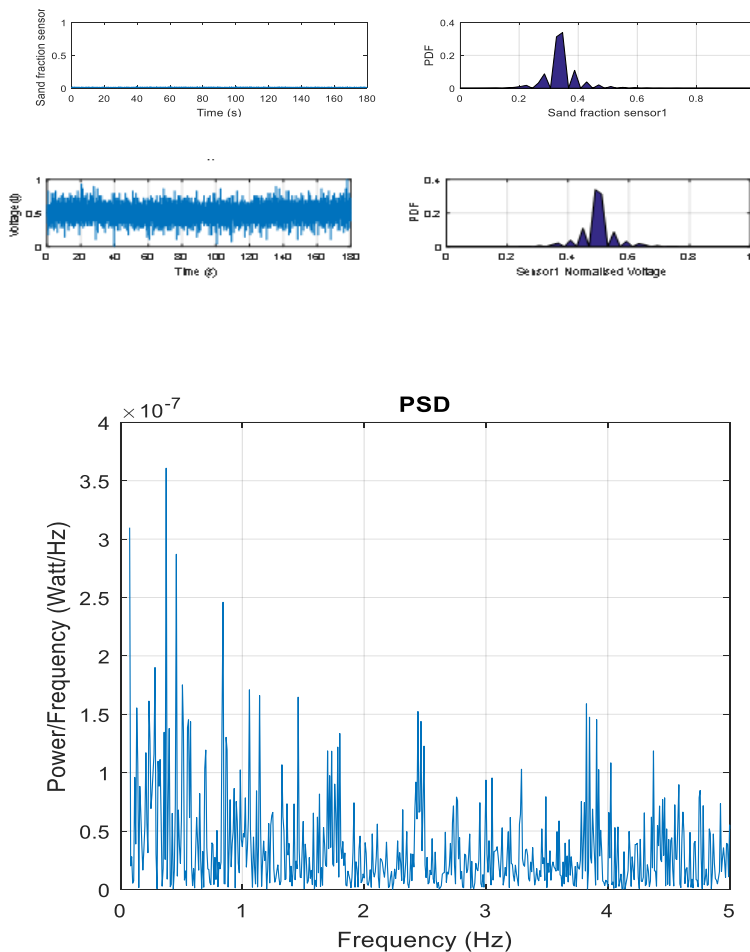 Sand fraction sensor
1
0.5
0
0 20 40 60 80 100 120 140 160 180
Time (s)
PDF
0.4
0.2
0
0 0.2 0.4 0.6 0.8
Sand fraction sensor1
..
1
0.5
0
0 20 40 60 80 100 120 140 160 180
Time (s)
PDF
0.4
0.2
0
0 0.2 0.4 0.6 0.8 1
Sensor1 Normalised Voltage
PSD
×10-7
Power/Frequency (Watt/Hz)
4
3.5
3
2.5
2
1.5
1
0.5
0
0 1 2 3 4 5
Frequency (Hz)